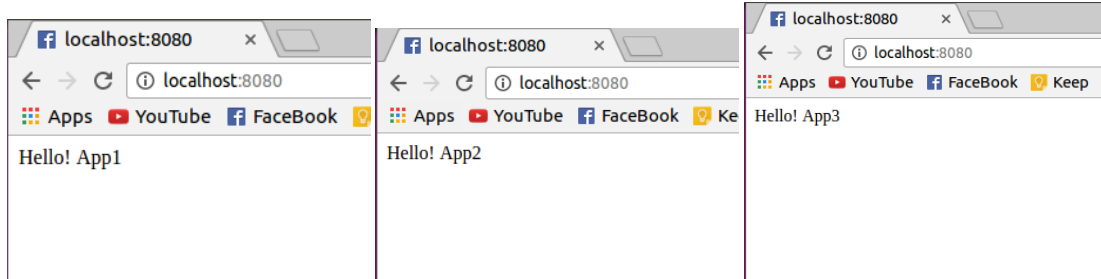 localhost:8080 ×
localhost:8080
Apps YouTube FaceBook
Hello! App1
localhost:8080 ×
localhost:8080
Apps YouTube FaceBook Ke
Hello! App2
localhost:8080 ×
localhost:8080
Apps YouTube FaceBook Keep
Hello! App3